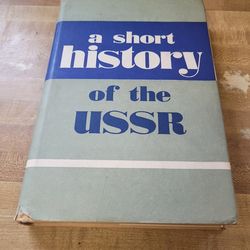 a short
history
of the
USSR